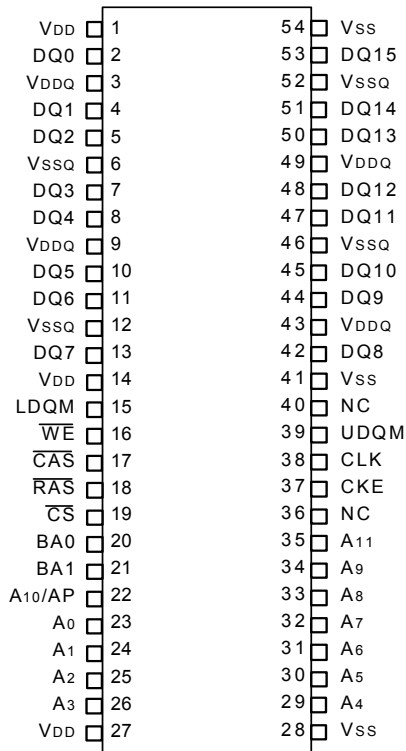 VDD 1 54 VSS
DQ0 2 53 DQ15
VDDQ 3 52 VSSQ
DQ1 4 51 DQ14
DQ2 5 50 DQ13
VSSQ 6 49 VDDQ
DQ3 7 48 DQ12
DQ4 8 47 DQ11
VDDQ 9 46 VSSQ
DQ5 10 45 DQ10
DQ6 11 44 DQ9
VSSQ 12 43 VDDQ
DQ7 13 42 DQ8
VDD 14 41 VSS
LDQM 15 40 NC
WE 16 39 UDQM
CAS 17 38 CLK
RAS 18 37 CKE
CS 19 36 NC
BA0 20 35 A11
BA1 21 34 A9
A10/AP 22 33 A8
A0 23 32 A7
A1 24 31 A6
A2 25 30 A5
A3 26 29 A4
VDD 27 28 VSS